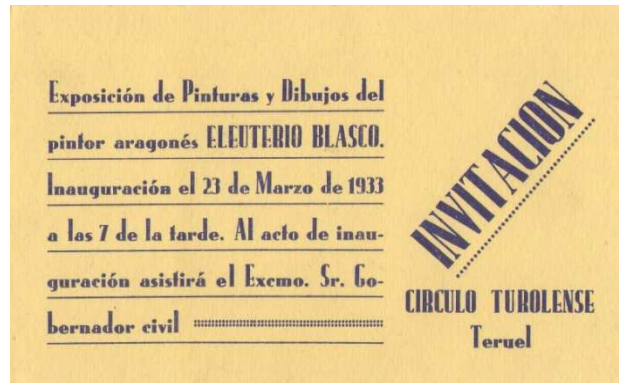 Exposición de Pinturas y Dibujos del
pintor aragonés ELEUTERIO BLASCO.
Inauguración el 23 de Marzo de 1933
a las 7 de la tarde. Al acto de inau-
guración asistirá el Excmo. Sr. Go-
bernador civil
INVITACION
CIRCULO TUROLENSE
Teruel